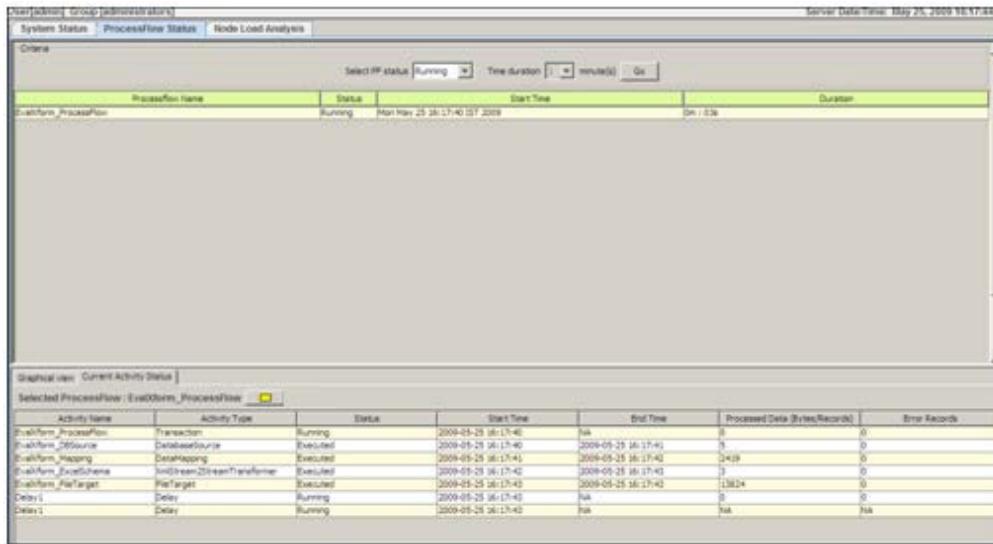 User[admin] Group [administrators] Server Date/Time: May 25, 2009 16:17:44
System Status ProcessFlow Status Node Load Analysis
Criteria
Select PF status Running Time duration minute(s) Go
Processflow Name Status Start Time Duration
EvalXform_ProcessFlow Running Mon May 25 16:17:40 IST 2009 0m : 03s
Graphical view Current Activity Status
Selected ProcessFlow : EvalXform_ProcessFlow
Activity Name Activity Type Status Start Time End Time Processed Data (Bytes/Records) Error Records
EvalXform_ProcessFlow Transaction Running 2009-05-25 16:17:40 NA 0 0
EvalXform_DBSource DatabaseSource Executed 2009-05-25 16:17:40 2009-05-25 16:17:41 5 0
EvalXform_Mapping DataMapping Executed 2009-05-25 16:17:41 2009-05-25 16:17:42 2419 0
EvalXform_ExcelSchema XmlStream2StreamTransformer Executed 2009-05-25 16:17:42 2009-05-25 16:17:43 3 0
EvalXform_FileTarget FileTarget Executed 2009-05-25 16:17:43 2009-05-25 16:17:43 13824 0
Delay1 Delay Running 2009-05-25 16:17:43 NA 0 0
Delay1 Delay Running 2009-05-25 16:17:43 NA NA NA